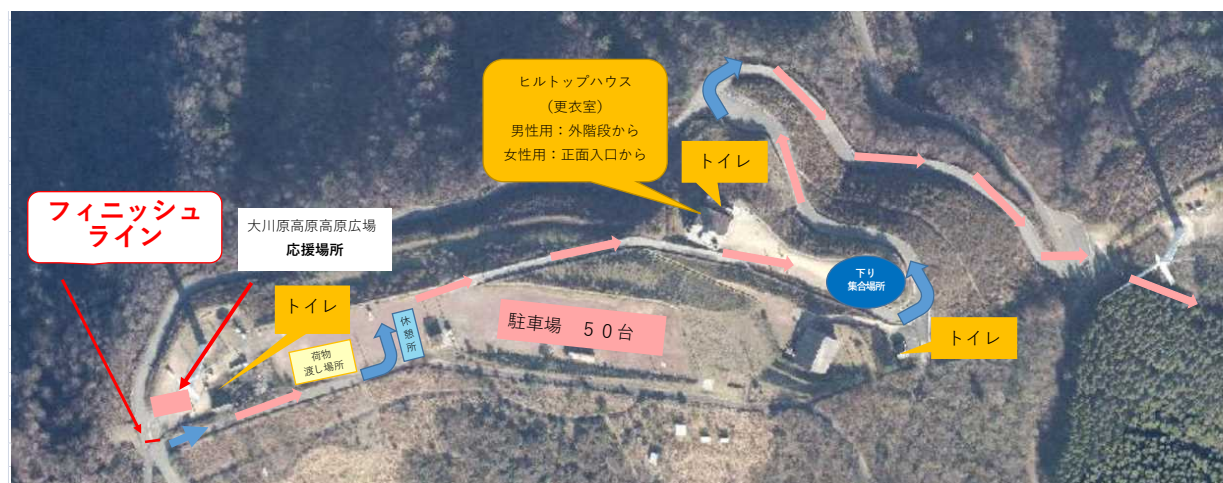 ヒルトップハウス
(更衣室)
男性用：外階段から
女性用：正面入口から
トイレ
フィニッシュ
ライン
大川原高原高原広場
応援場所
トイレ
荷物
渡し場所
休憩所
駐車場　５０台
下り
集合場所
トイレ